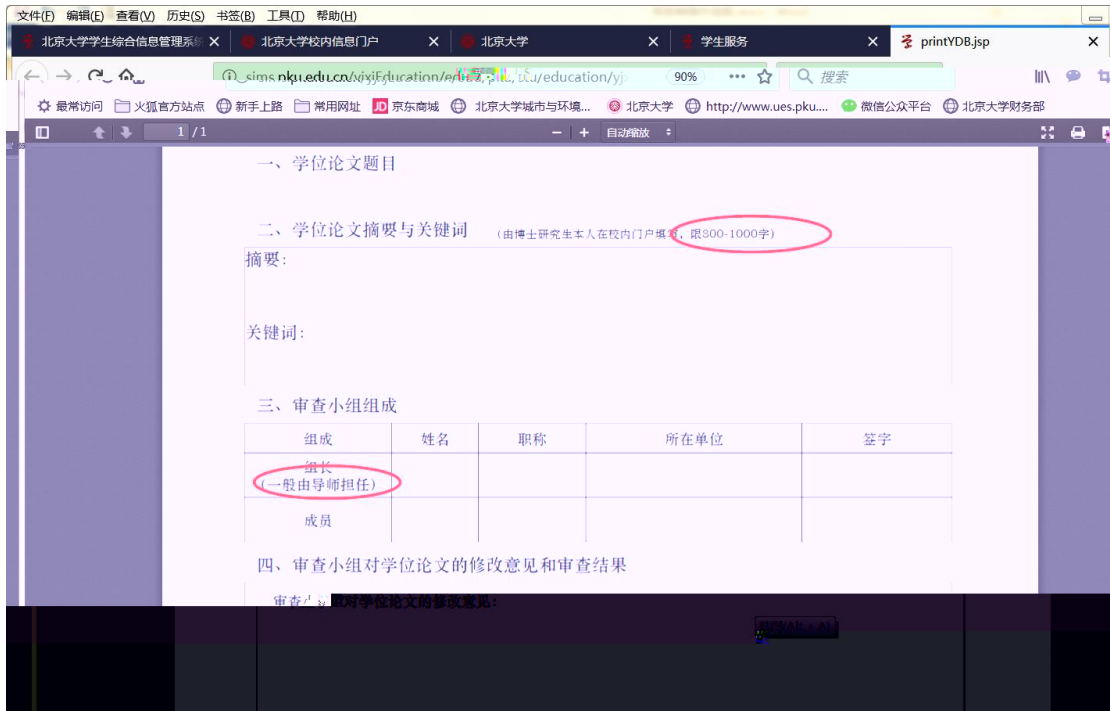 文件(F) 编辑(E) 查看(V) 历史(S) 书签(B) 工具(T) 帮助(H)
北京大学学生综合信息管理系统 北京大学校内信息门户 北京大学 学生服务 printYDB.jsp
90% 搜索
最常访问 火狐官方站点 新手上路 常用网址 JD 京东商城 北京大学城市与环境... 北京大学 http://www.ues.pku.... 微信公众平台 北京大学财务部
1 / 1 自动缩放
一、学位论文题目
二、学位论文摘要与关键词 (由博士研究生本人在校内门户填写，限800-1000字)
摘要:
关键词:
三、审查小组组成
组成 姓名 职称 所在单位 签字
组长
(一般由导师担任)
成员
四、审查小组对学位论文的修改意见和审查结果
审查小组对学位论文的修改意见: